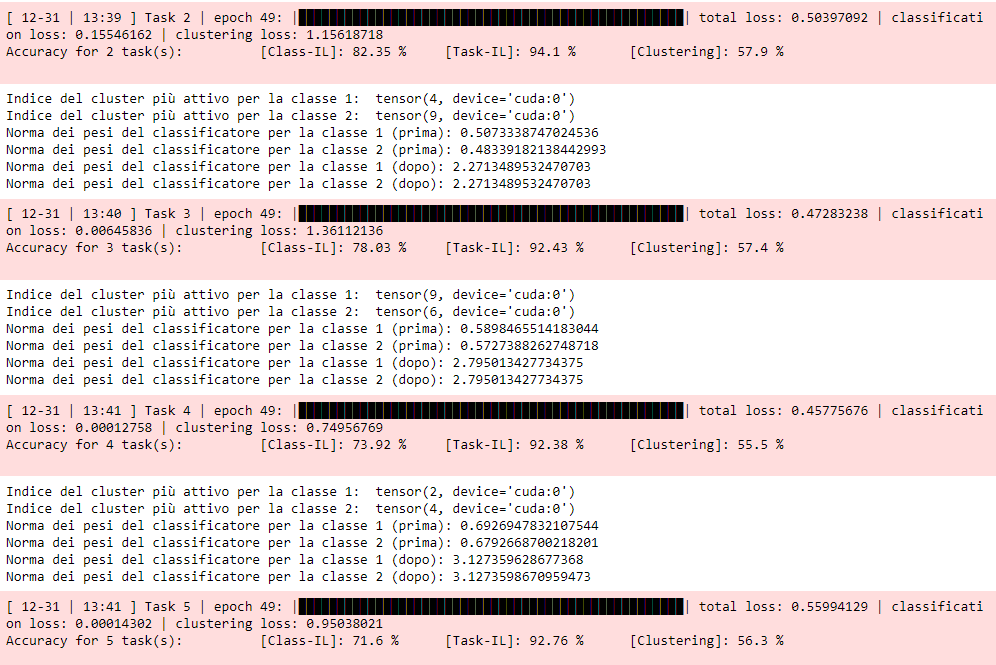 [ 12-31 | 13:39 ] Task 2 | epoch 49: || total loss: 0.50397092 | classificati
on loss: 0.15546162 | clustering loss: 1.15618718
Accuracy for 2 task(s): [Class-IL]: 82.35 % [Task-IL]: 94.1 % [Clustering]: 57.9 %
Indice del cluster più attivo per la classe 1: tensor(4, device='cuda:0')
Indice del cluster più attivo per la classe 2: tensor(9, device='cuda:0')
Norma dei pesi del classificatore per la classe 1 (prima): 0.5073338747024536
Norma dei pesi del classificatore per la classe 2 (prima): 0.48339182138442993
Norma dei pesi del classificatore per la classe 1 (dopo): 2.2713489532470703
Norma dei pesi del classificatore per la classe 2 (dopo): 2.2713489532470703
[ 12-31 | 13:40 ] Task 3 | epoch 49: || total loss: 0.47283238 | classificati
on loss: 0.00645836 | clustering loss: 1.36112136
Accuracy for 3 task(s): [Class-IL]: 78.03 % [Task-IL]: 92.43 % [Clustering]: 57.4 %
Indice del cluster più attivo per la classe 1: tensor(9, device='cuda:0')
Indice del cluster più attivo per la classe 2: tensor(6, device='cuda:0')
Norma dei pesi del classificatore per la classe 1 (prima): 0.5898465514183044
Norma dei pesi del classificatore per la classe 2 (prima): 0.5727388262748718
Norma dei pesi del classificatore per la classe 1 (dopo): 2.795013427734375
Norma dei pesi del classificatore per la classe 2 (dopo): 2.795013427734375
[ 12-31 | 13:41 ] Task 4 | epoch 49: || total loss: 0.45775676 | classificati
on loss: 0.00012758 | clustering loss: 0.74956769
Accuracy for 4 task(s): [Class-IL]: 73.92 % [Task-IL]: 92.38 % [Clustering]: 55.5 %
Indice del cluster più attivo per la classe 1: tensor(2, device='cuda:0')
Indice del cluster più attivo per la classe 2: tensor(4, device='cuda:0')
Norma dei pesi del classificatore per la classe 1 (prima): 0.6926947832107544
Norma dei pesi del classificatore per la classe 2 (prima): 0.6792668700218201
Norma dei pesi del classificatore per la classe 1 (dopo): 3.127359628677368
Norma dei pesi del classificatore per la classe 2 (dopo): 3.1273598670959473
[ 12-31 | 13:41 ] Task 5 | epoch 49: || total loss: 0.55994129 | classificati
on loss: 0.00014302 | clustering loss: 0.95038021
Accuracy for 5 task(s): [Class-IL]: 71.6 % [Task-IL]: 92.76 % [Clustering]: 56.3 %